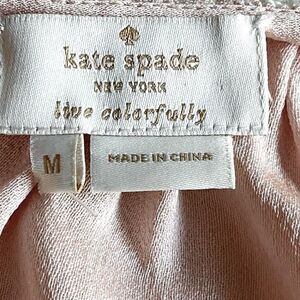 kate spade
NEW YORK
live colorfully
M
MADE IN CHINA